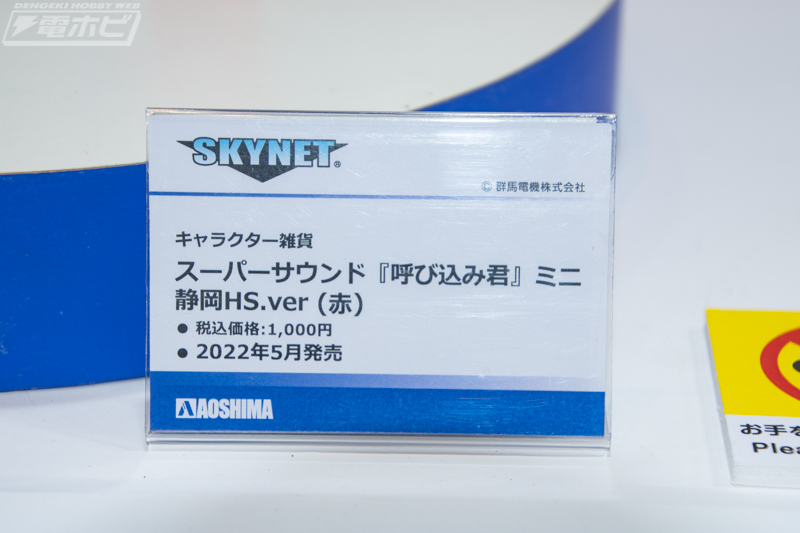 DENGEKI HOBBY WEB
電ホビ
SKYNET®
© 群馬電機株式会社
キャラクター雑貨
スーパーサウンド『呼び込み君』ミニ
静岡HS.ver (赤)
● 税込価格:1,000円
● 2022年5月発売
AOSHIMA
お手を
Plea